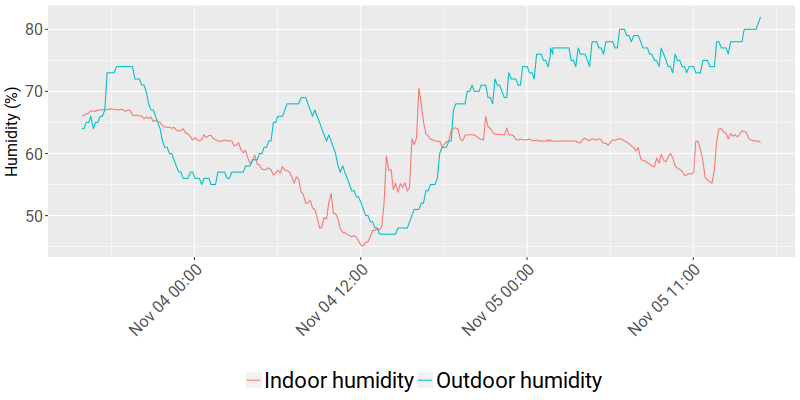 Humidity (%)
80
70
60
50
Nov 04 00:00
Nov 04 12:00
Nov 05 00:00
Nov 05 11:00
Indoor humidity Outdoor humidity